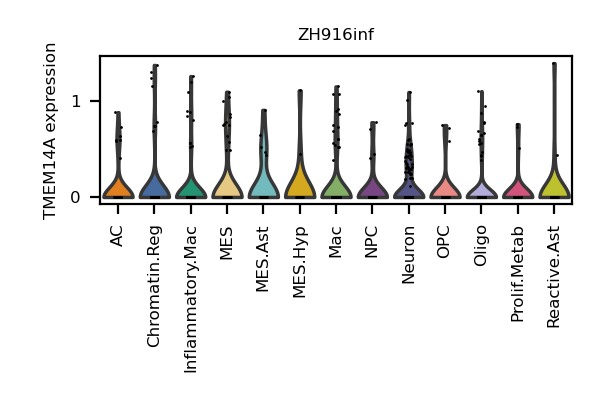 ZH916inf
TMEM14A expression
1
0
AC
Chromatin.Reg
Inflammatory.Mac
MES
MES.Ast
MES.Hyp
Mac
NPC
Neuron
OPC
Oligo
Prolif.Metab
Reactive.Ast